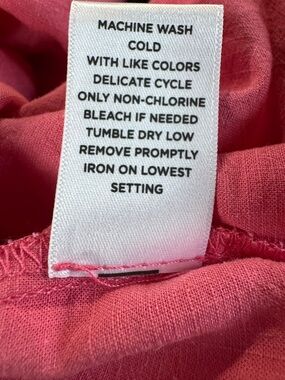 MACHINE WASH
COLD
WITH LIKE COLORS
DELICATE CYCLE
ONLY NON-CHLORINE
BLEACH IF NEEDED
TUMBLE DRY LOW
REMOVE PROMPTLY
IRON ON LOWEST
SETTING